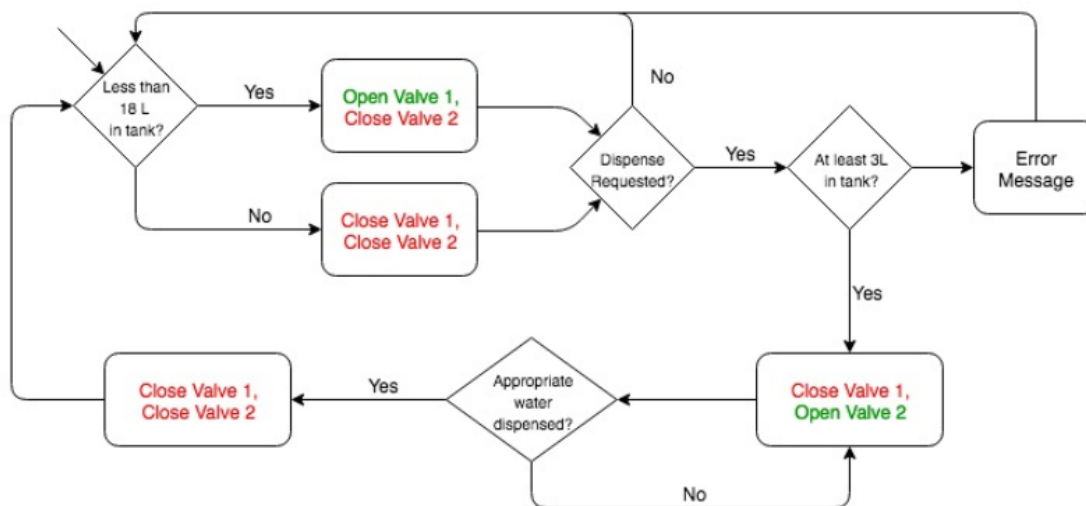 Less than
18 L
in tank?
Yes
Open Valve 1,
Close Valve 2
No
Close Valve 1,
Close Valve 2
Dispense
Requested?
No
Yes
At least 3L
in tank?
Error
Message
Yes
Close Valve 1,
Open Valve 2
Appropriate
water
dispensed?
No
Yes
Close Valve 1,
Close Valve 2